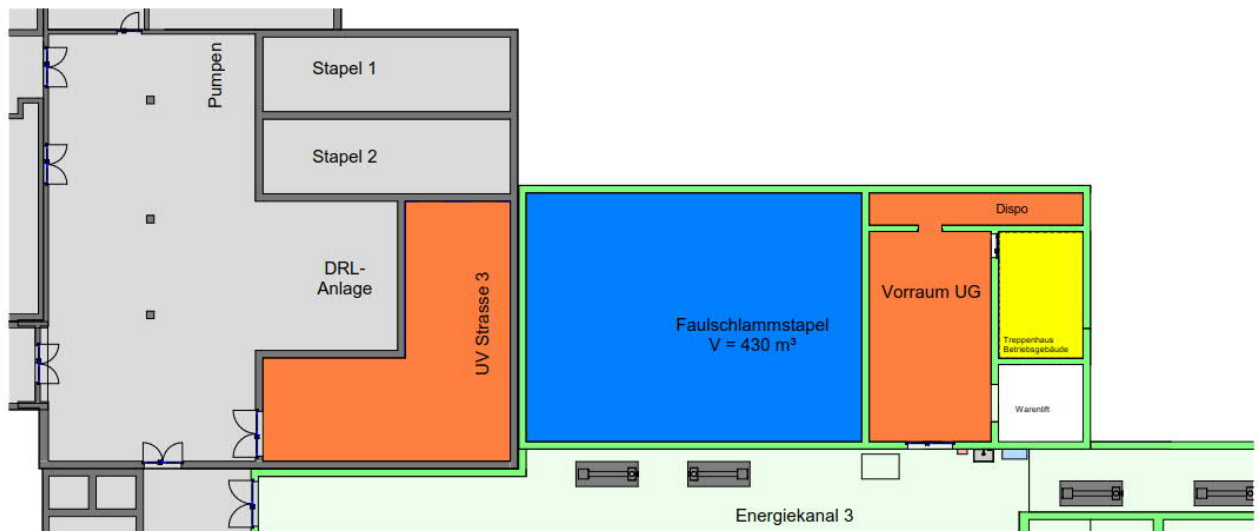 Pumpen
Stapel 1
Stapel 2
DRL-
Anlage
UV Strasse 3
Faulschlammstapel
V = 430 m³
Dispo
Vorraum UG
Treppenhaus
Betriebsgebäude
Warenlift
Energiekanal 3